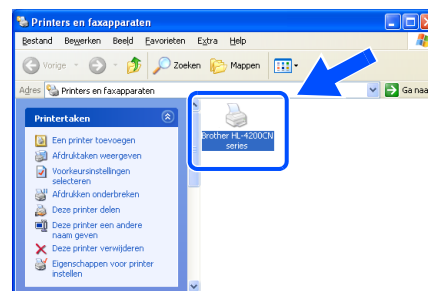 Printers en faxapparaten
Bestand Bewerken Beeld Favorieten Extra Help
Vorige Zoeken Mappen
Adres Printers en faxapparaten Ga naar
Printertaken
Brother HL-4200CN
series
Een printer toevoegen
Afdruktaken weergeven
Voorkeursinstellingen
selecteren
Afdrukken onderbreken
Deze printer delen
Deze printer een andere
naam geven
Deze printer verwijderen
Eigenschappen voor printer
instellen